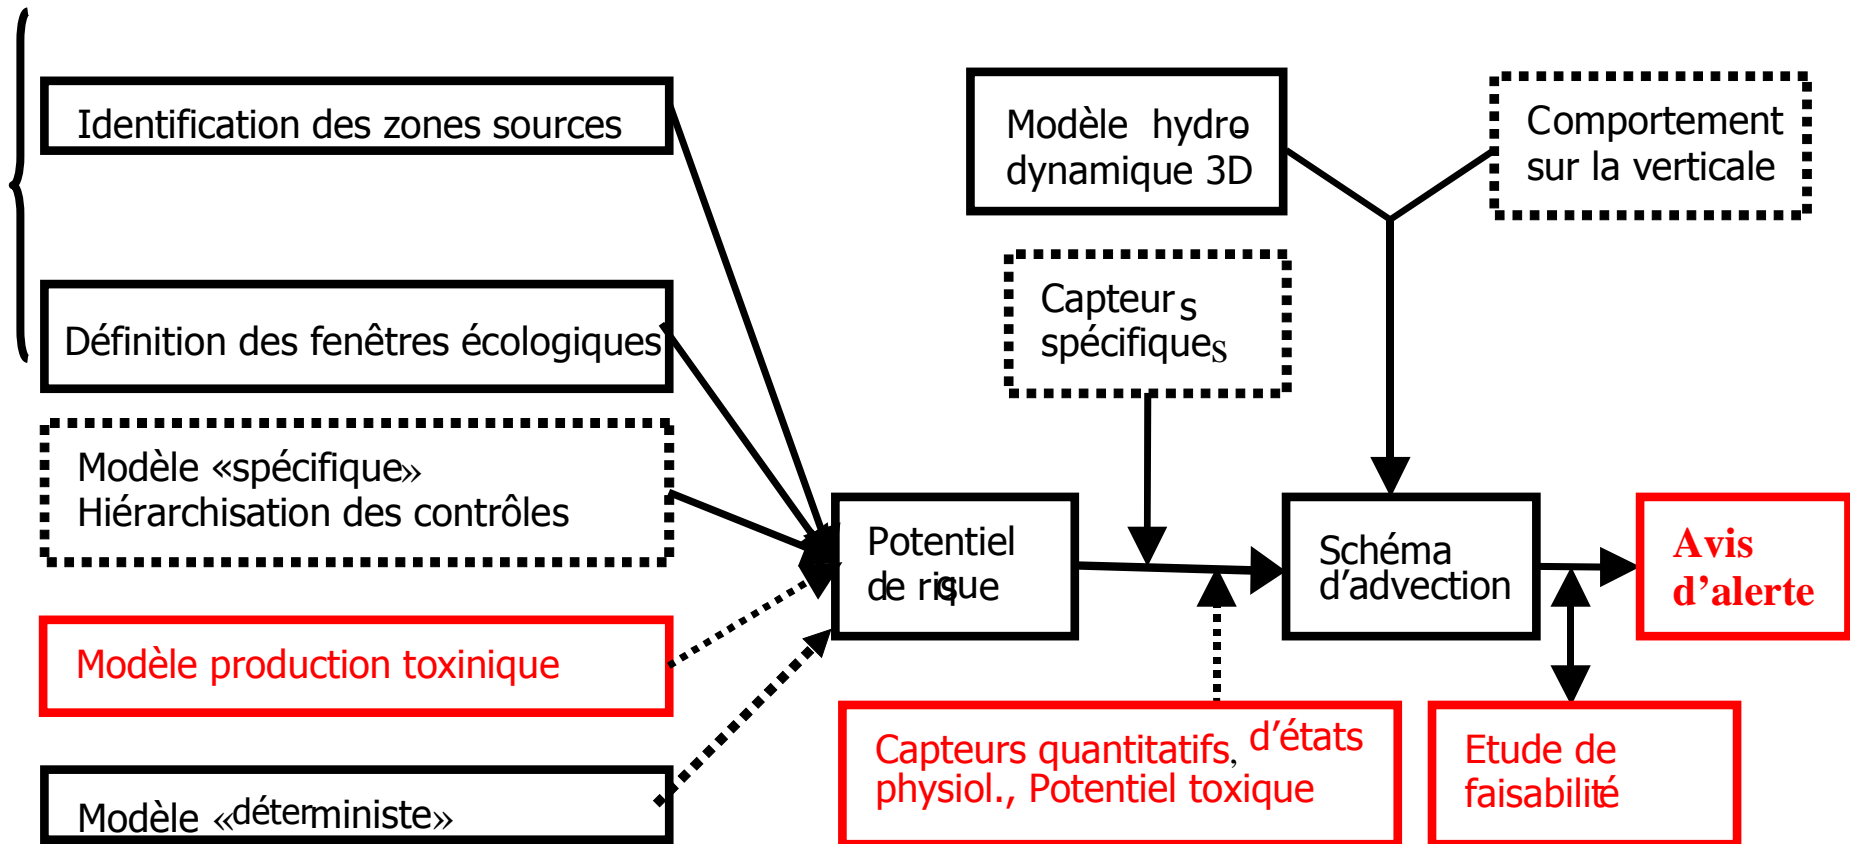 Identification des zones sources
Définition des fenêtres écologiques
Modèle «spécifique»
Hiérarchisation des contrôles
Modèle production toxinique
Modèle «déterministe»
Modèle hydro-
dynamique 3D
Comportement
sur la verticale
Capteurs
spécifiques
Potentiel
de risque
Schéma
d'advection
Avis
d'alerte
Capteurs quantitatifs, d'états
physiol., Potentiel toxique
Etude de
faisabilité